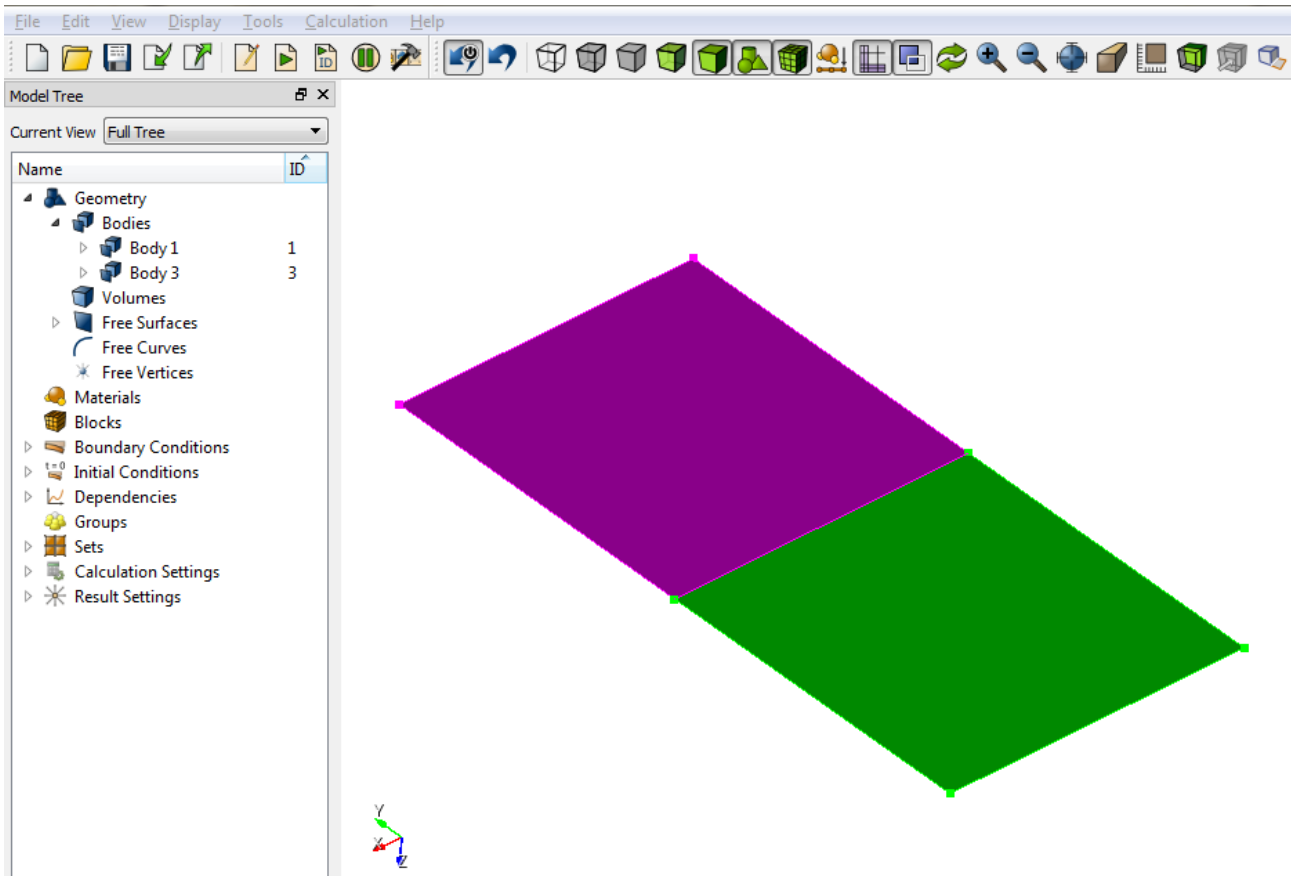 File Edit View Display Tools Calculation Help
ID
Model Tree
Current View Full Tree
Name ID
Geometry
Bodies
Body 1 1
Body 3 3
Volumes
Free Surfaces
Free Curves
Free Vertices
Materials
Blocks
Boundary Conditions
t=0
Initial Conditions
Dependencies
Groups
Sets
Calculation Settings
Result Settings
Y
X
Z